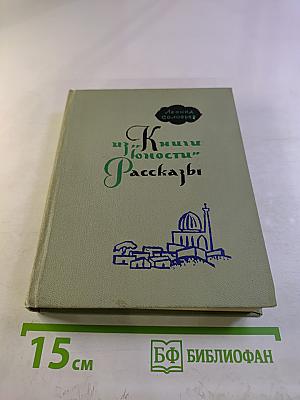 Леонид
Соловьев
из „Книги
юности"
Рассказы
15 см
БФ БИБЛИОФАН